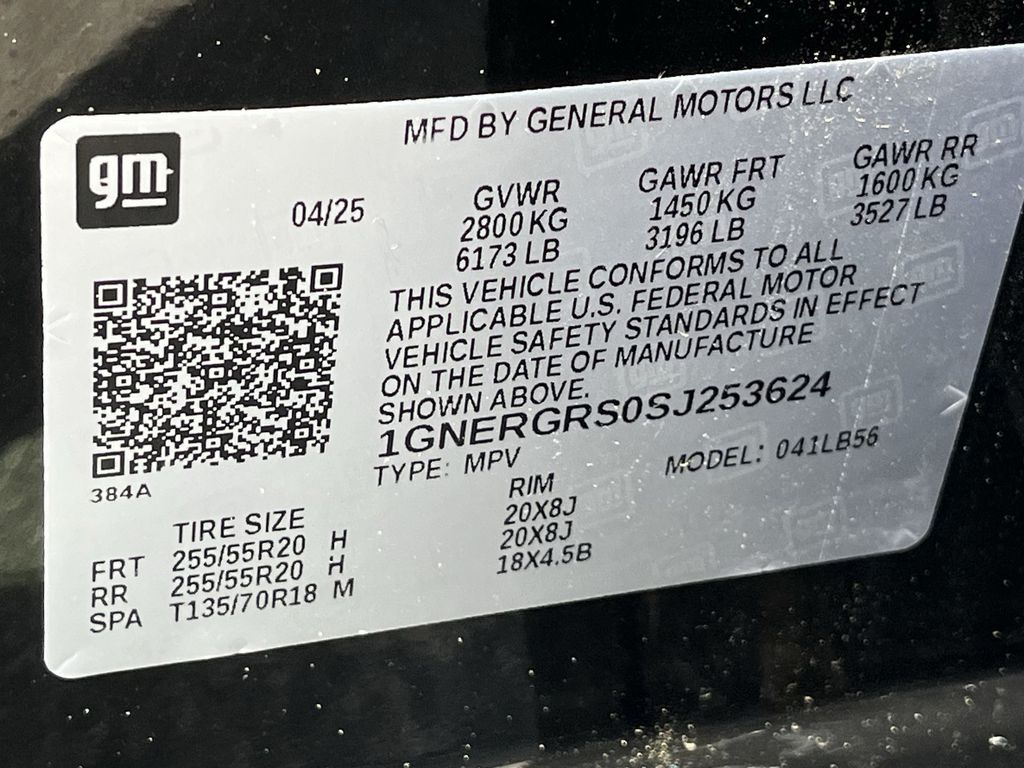 gm
MFD BY GENERAL MOTORS LLC
04/25
GVWR
2800 KG
6173 LB
GAWR FRT
1450 KG
3196 LB
GAWR RR
1600 KG
3527 LB
THIS VEHICLE CONFORMS TO ALL
APPLICABLE U.S. FEDERAL MOTOR
VEHICLE SAFETY STANDARDS IN EFFECT
ON THE DATE OF MANUFACTURE
SHOWN ABOVE.
1GNERGRS0SJ253624
TYPE: MPV MODEL: 041LB56
384A
TIRE SIZE RIM
FRT 255/55R20 H 20X8J
RR 255/55R20 H 20X8J
SPA T135/70R18 M 18X4.5B